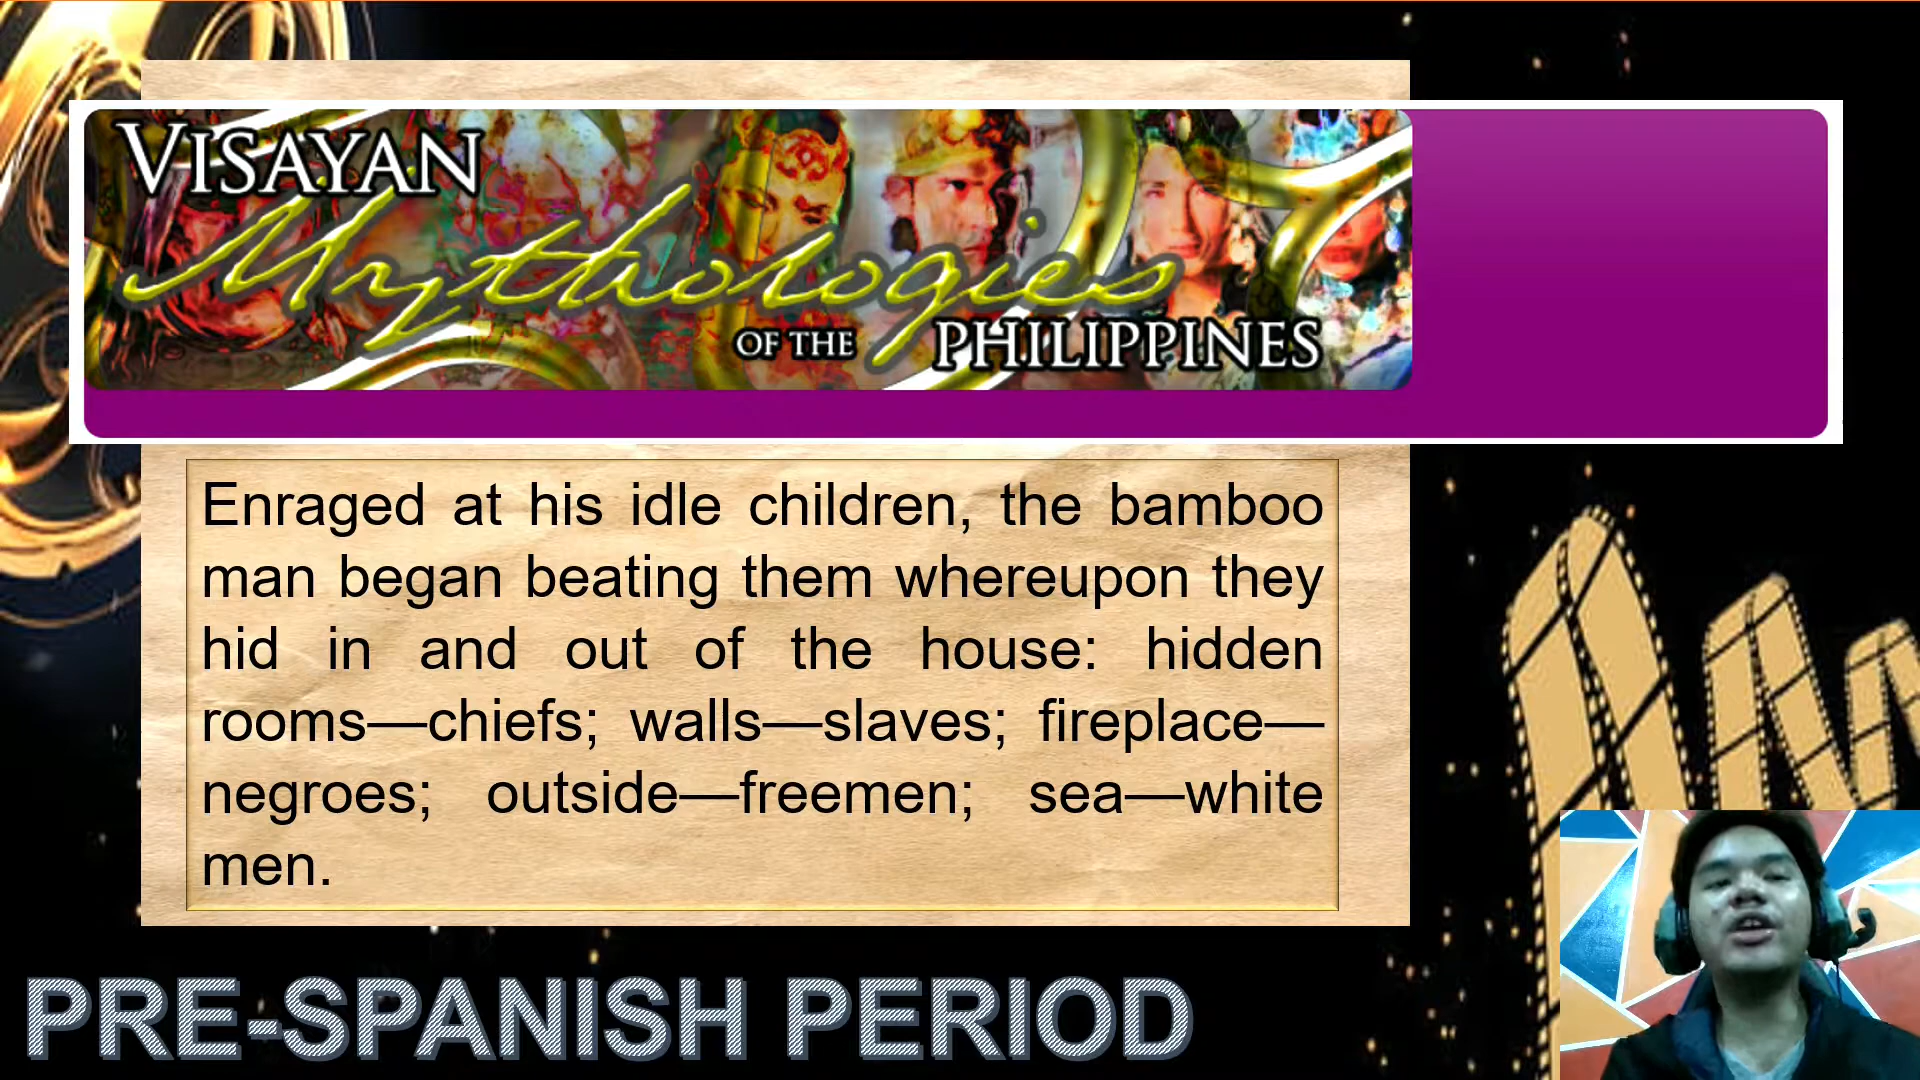 VISAYAN
Mythologies
OF THE PHILIPPINES
Enraged at his idle children, the bamboo
man began beating them whereupon they
hid in and out of the house: hidden
rooms—chiefs; walls—slaves; fireplace—
negroes; outside—freemen; sea—white
men.
PRE-SPANISH PERIOD